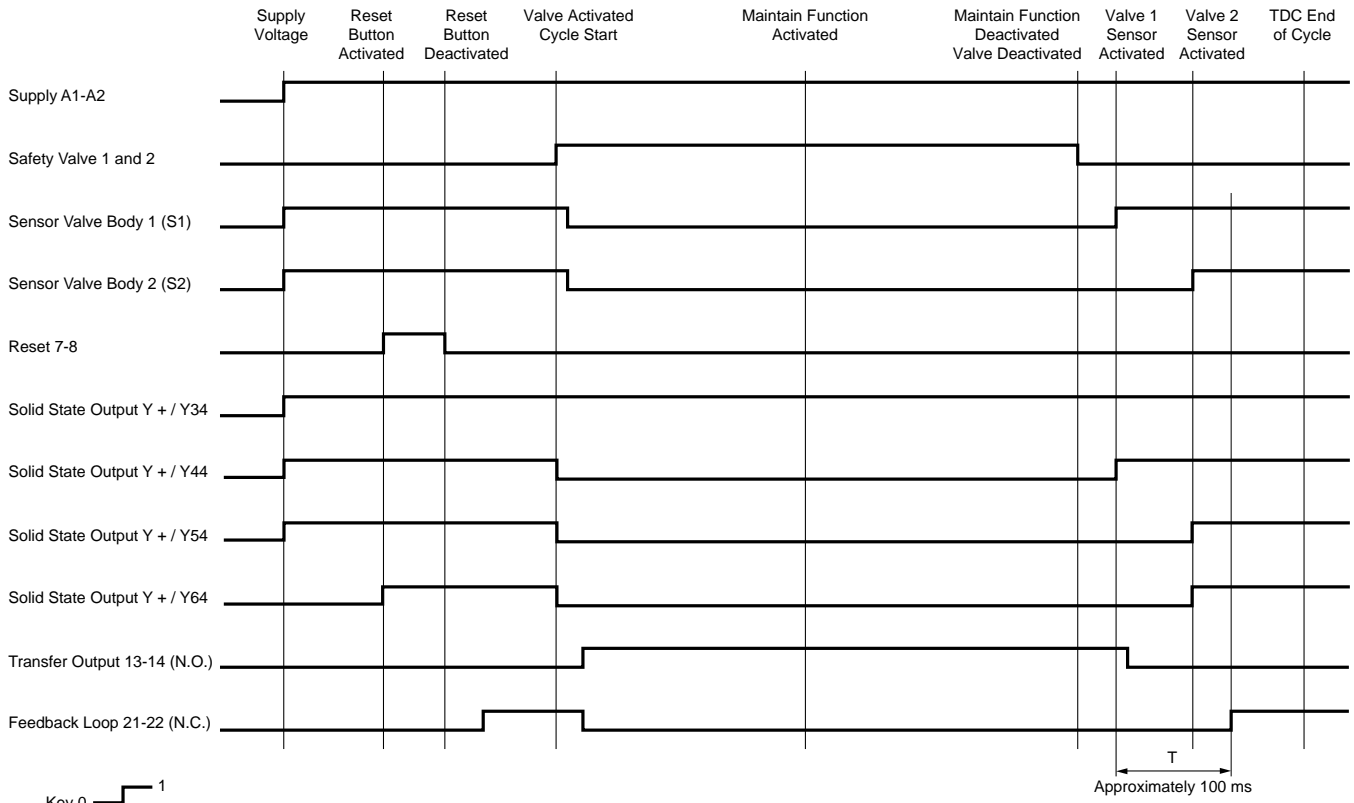 Supply
Voltage
Reset
Button
Activated
Reset
Button
Deactivated
Valve Activated
Cycle Start
Maintain Function
Activated
Maintain Function
Deactivated
Valve Deactivated
Valve 1
Sensor
Activated
Valve 2
Sensor
Activated
TDC End
of Cycle
Supply A1-A2
Safety Valve 1 and 2
Sensor Valve Body 1 (S1)
Sensor Valve Body 2 (S2)
Reset 7-8
Solid State Output Y + / Y34
Solid State Output Y + / Y44
Solid State Output Y + / Y54
Solid State Output Y + / Y64
Transfer Output 13-14 (N.O.)
Feedback Loop 21-22 (N.C.)
T
Approximately 100 ms
1
Key 0